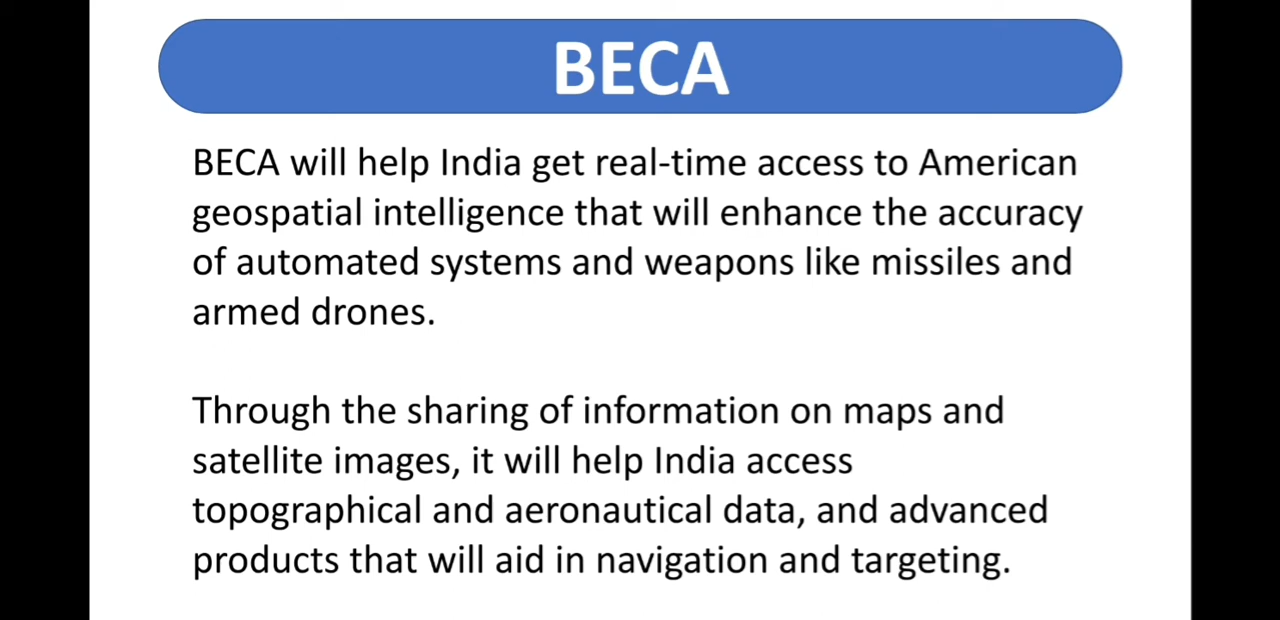 BECA
BECA will help India get real-time access to American
geospatial intelligence that will enhance the accuracy
of automated systems and weapons like missiles and
armed drones.
Through the sharing of information on maps and
satellite images, it will help India access
topographical and aeronautical data, and advanced
products that will aid in navigation and targeting.